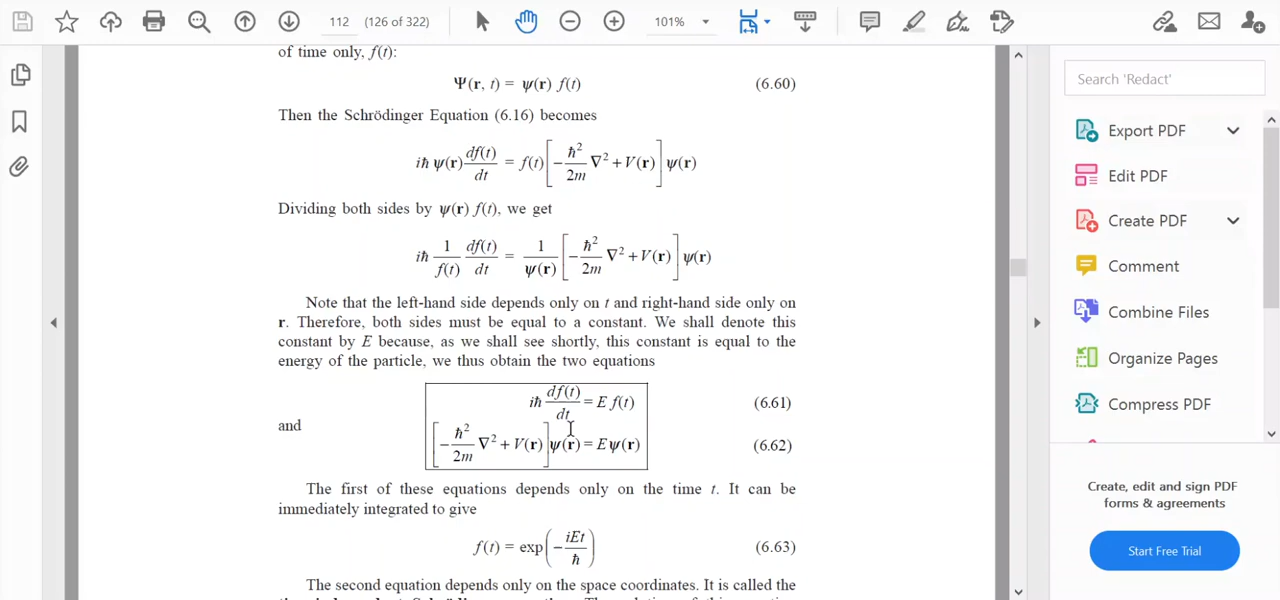 112 (126 of 322) 101%
of time only, f(t):
Ψ(r, t) = ψ(r) f(t) (6.60)
Then the Schrödinger Equation (6.16) becomes
iħ ψ(r) df(t)/dt = f(t) [−ħ²/2m ∇² + V(r)] ψ(r)
Dividing both sides by ψ(r) f(t), we get
iħ 1/f(t) df(t)/dt = 1/ψ(r) [−ħ²/2m ∇² + V(r)] ψ(r)
Note that the left-hand side depends only on t and right-hand side only on
r. Therefore, both sides must be equal to a constant. We shall denote this
constant by E because, as we shall see shortly, this constant is equal to the
energy of the particle, we thus obtain the two equations
iħ df(t)/dt = E f(t) (6.61)
and
[−ħ²/2m ∇² + V(r)] ψ(r) = E ψ(r) (6.62)
The first of these equations depends only on the time t. It can be
immediately integrated to give
f(t) = exp(−iEt/ħ) (6.63)
The second equation depends only on the space coordinates. It is called the
Search 'Redact'
Export PDF
Edit PDF
Create PDF
Comment
Combine Files
Organize Pages
Compress PDF
Create, edit and sign PDF
forms & agreements
Start Free Trial